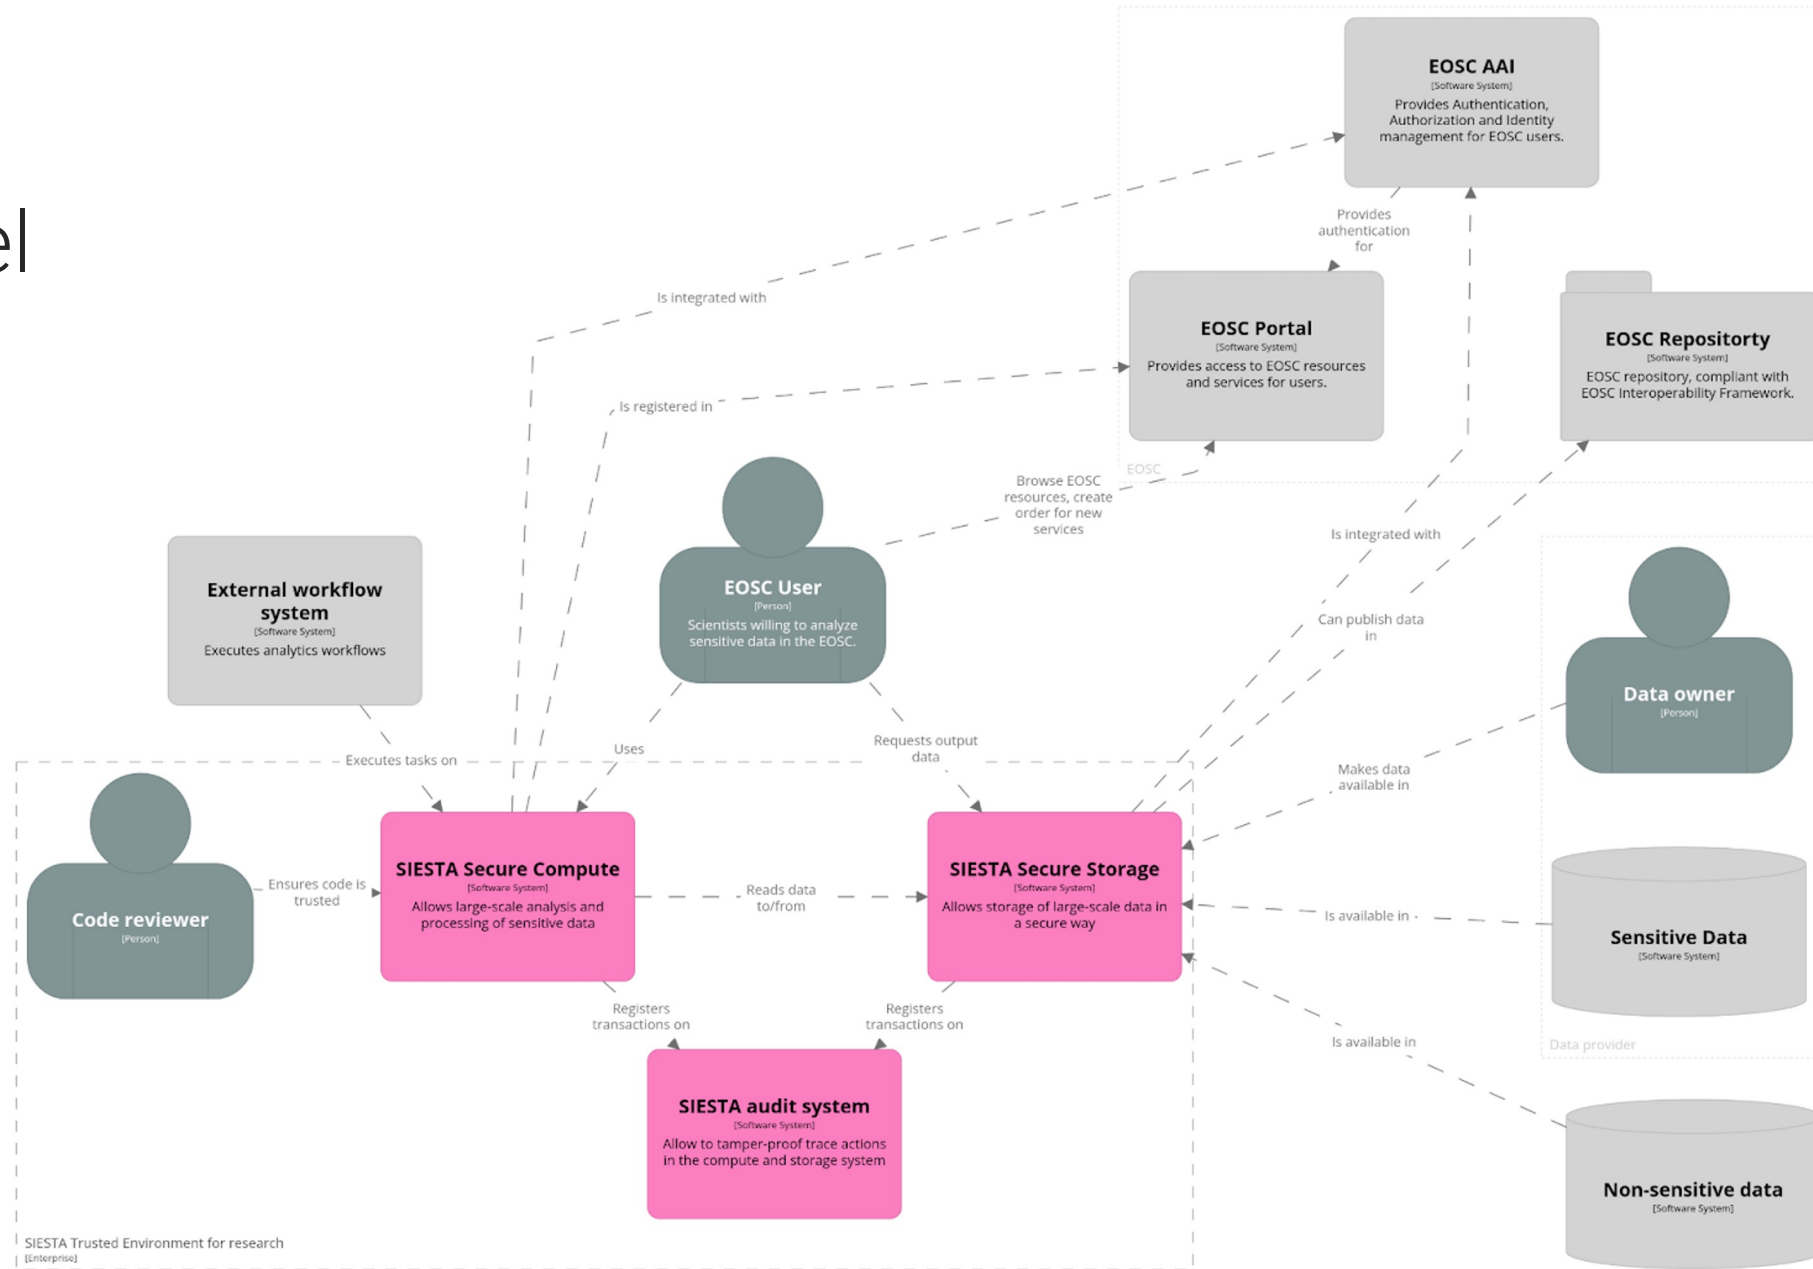 el
EOSC AAI
[Software System]
Provides Authentication,
Authorization and Identity
management for EOSC users.
Provides
authentication
for
Is integrated with
EOSC Portal
[Software System]
Provides access to EOSC resources
and services for users.
EOSC Repositorty
[Software System]
EOSC repository, compliant with
EOSC Interoperability Framework.
Is registered in
EOSC
Browse EOSC
resources, create
order for new
services
Is integrated with
External workflow
system
[Software System]
Executes analytics workflows
EOSC User
[Person]
Scientists willing to analyze
sensitive data in the EOSC.
Can publish data
in
Data owner
[Person]
Executes tasks on
Uses
Requests output
data
Makes data
available in
Code reviewer
[Person]
Ensures code is
trusted
SIESTA Secure Compute
[Software System]
Allows large-scale analysis and
processing of sensitive data
Reads data
to/from
SIESTA Secure Storage
[Software System]
Allows storage of large-scale data in
a secure way
Is available in
Sensitive Data
[Software System]
Registers
transactions on
Registers
transactions on
Is available in
Data provider
SIESTA audit system
[Software System]
Allow to tamper-proof trace actions
in the compute and storage system
Non-sensitive data
[Software System]
SIESTA Trusted Environment for research
[Enterprise]